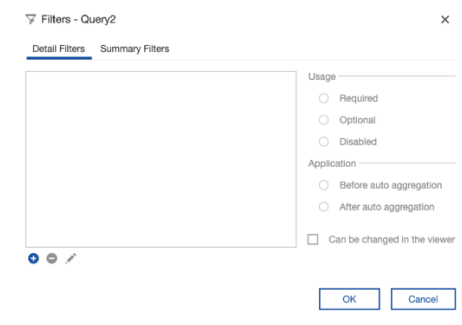 Filters - Query2
Detail Filters Summary Filters
Usage
Required
Optional
Disabled
Application
Before auto aggregation
After auto aggregation
Can be changed in the viewer
OK Cancel